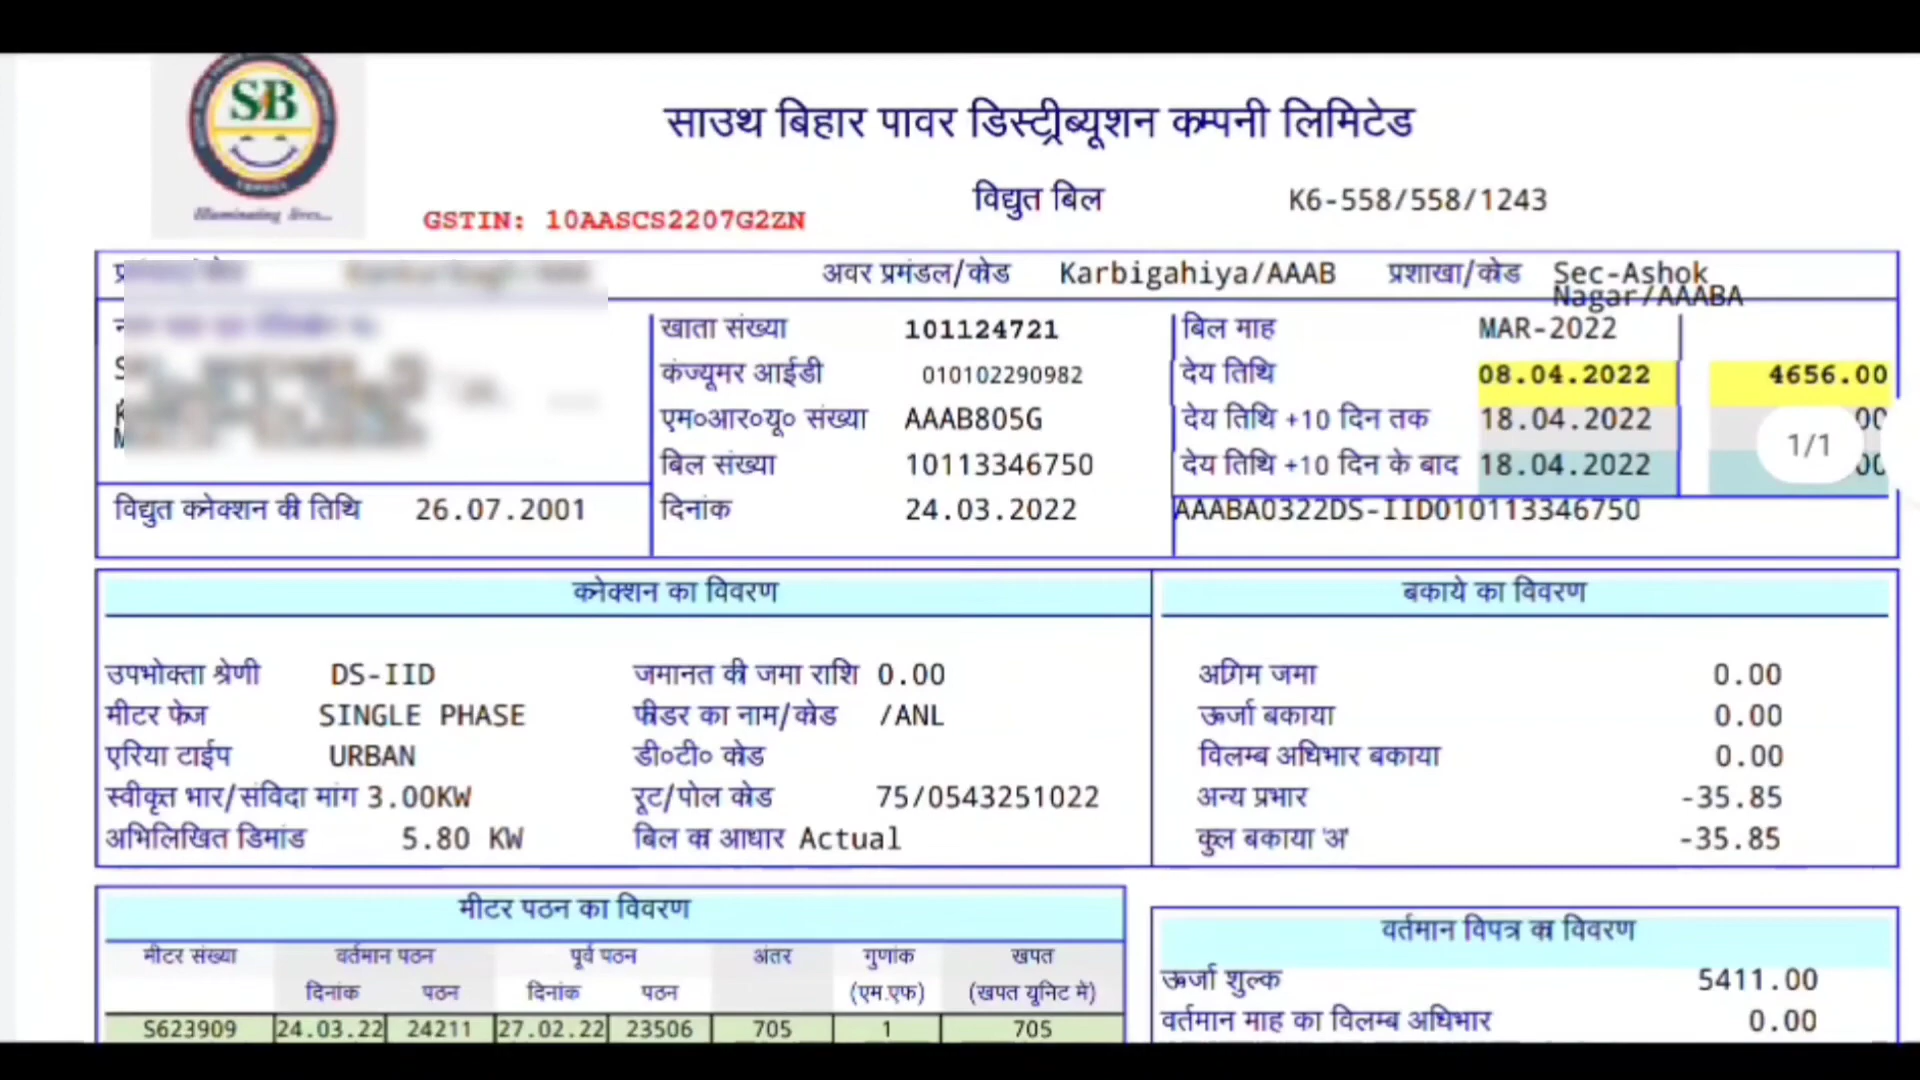 SB
Illuminating lives...
साउथ बिहार पावर डिस्ट्रीब्यूशन कम्पनी लिमिटेड
विद्युत बिल K6-558/558/1243
GSTIN: 10AASCS2207G2ZN
अवर प्रमंडल/कोड Karbigahiya/AAAB प्रशाखा/कोड Sec-Ashok
Nagar/AAABA
खाता संख्या 101124721 बिल माह MAR-2022
कंज्यूमर आईडी 010102290982 देय तिथि 08.04.2022 4656.00
एम०आर०यू० संख्या AAAB805G देय तिथि +10 दिन तक 18.04.2022
1/1
बिल संख्या 10113346750 देय तिथि +10 दिन के बाद 18.04.2022
विद्युत कनेक्शन की तिथि 26.07.2001 दिनांक 24.03.2022 AAABA0322DS-IID010113346750
कनेक्शन का विवरण बकाये का विवरण
उपभोक्ता श्रेणी DS-IID जमानत की जमा राशि 0.00 अग्रिम जमा 0.00
मीटर फेज SINGLE PHASE फीडर का नाम/कोड /ANL ऊर्जा बकाया 0.00
एरिया टाईप URBAN डी०टी० कोड विलम्ब अधिभार बकाया 0.00
स्वीकृत भार/संविदा मांग 3.00KW रूट/पोल कोड 75/0543251022 अन्य प्रभार -35.85
अभिलिखित डिमांड 5.80 KW बिल का आधार Actual कुल बकाया 'अ' -35.85
मीटर पठन का विवरण
वर्तमान विपत्र का विवरण
मीटर संख्या वर्तमान पठन पूर्व पठन अंतर गुणांक खपत
दिनांक पठन दिनांक पठन (एम.एफ) (खपत यूनिट में)
ऊर्जा शुल्क 5411.00
S623909 24.03.22 24211 27.02.22 23506 705 1 705
वर्तमान माह का विलम्ब अधिभार 0.00